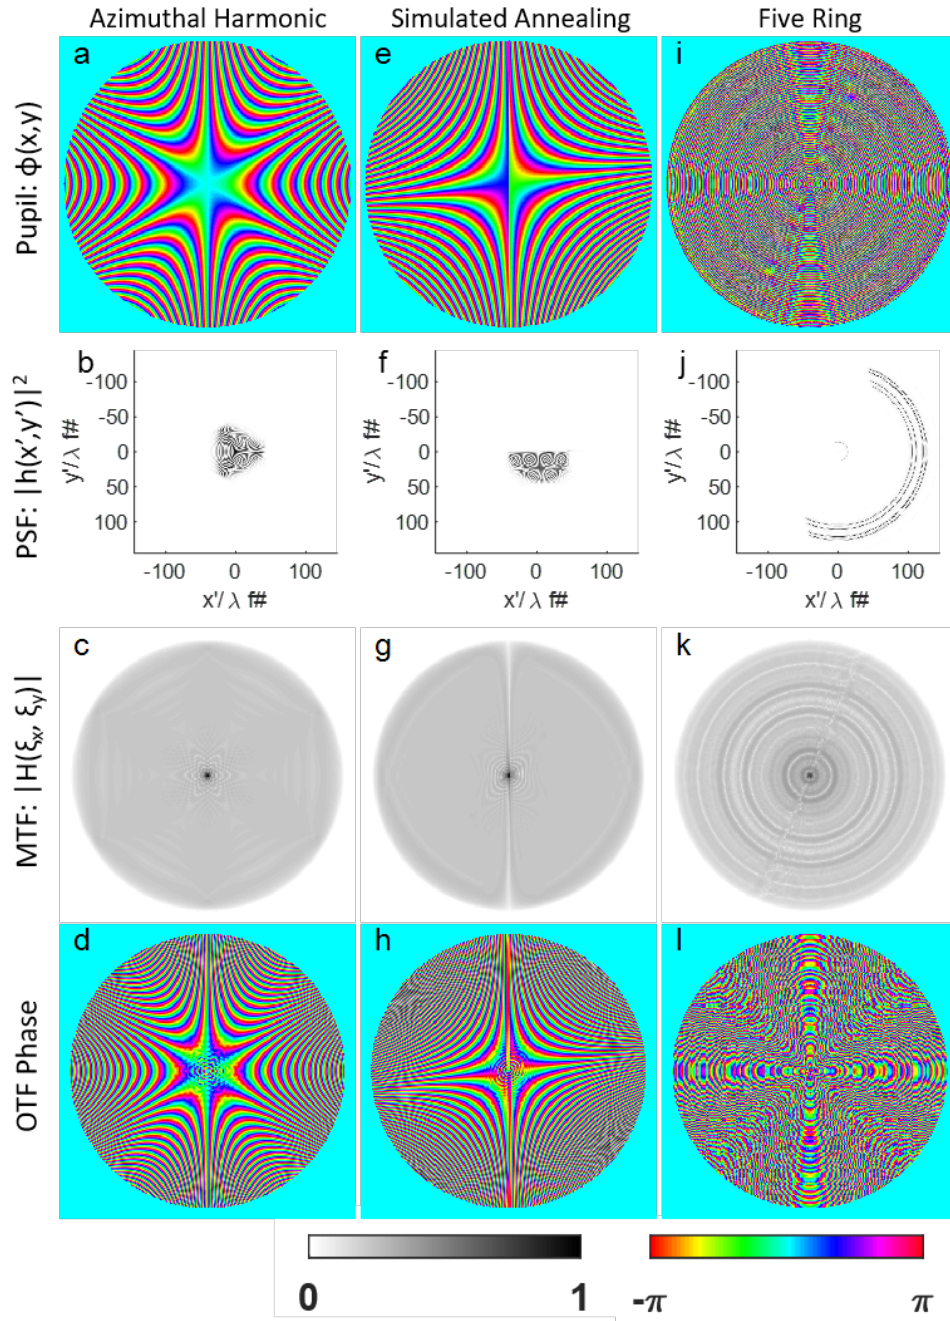 Azimuthal Harmonic Simulated Annealing Five Ring
Pupil: ϕ(x,y)
a e i
PSF: |h(x',y')|²
b f j
-100 -100 -100
-50 -50 -50
0 0 0
50 50 50
100 100 100
y'/ λ f# y'/ λ f# y'/ λ f#
-100 0 100 -100 0 100 -100 0 100
x'/ λ f# x'/ λ f# x'/ λ f#
MTF: |H(ξx, ξy)|
c g k
OTF Phase
d h l
0 1 -π π